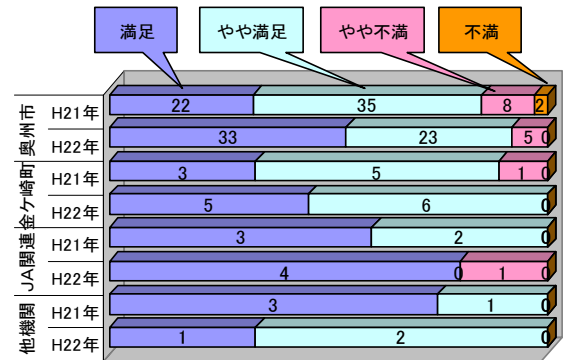 満足 やや満足 やや不満 不満
奥州市
H21年 22 35 8 2
H22年 33 23 5 0
金ケ崎町
H21年 3 5 1 0
H22年 5 6 0
JA関連
H21年 3 2 0
H22年 4 0 1 0
他機関
H21年 3 1 0
H22年 1 2 0